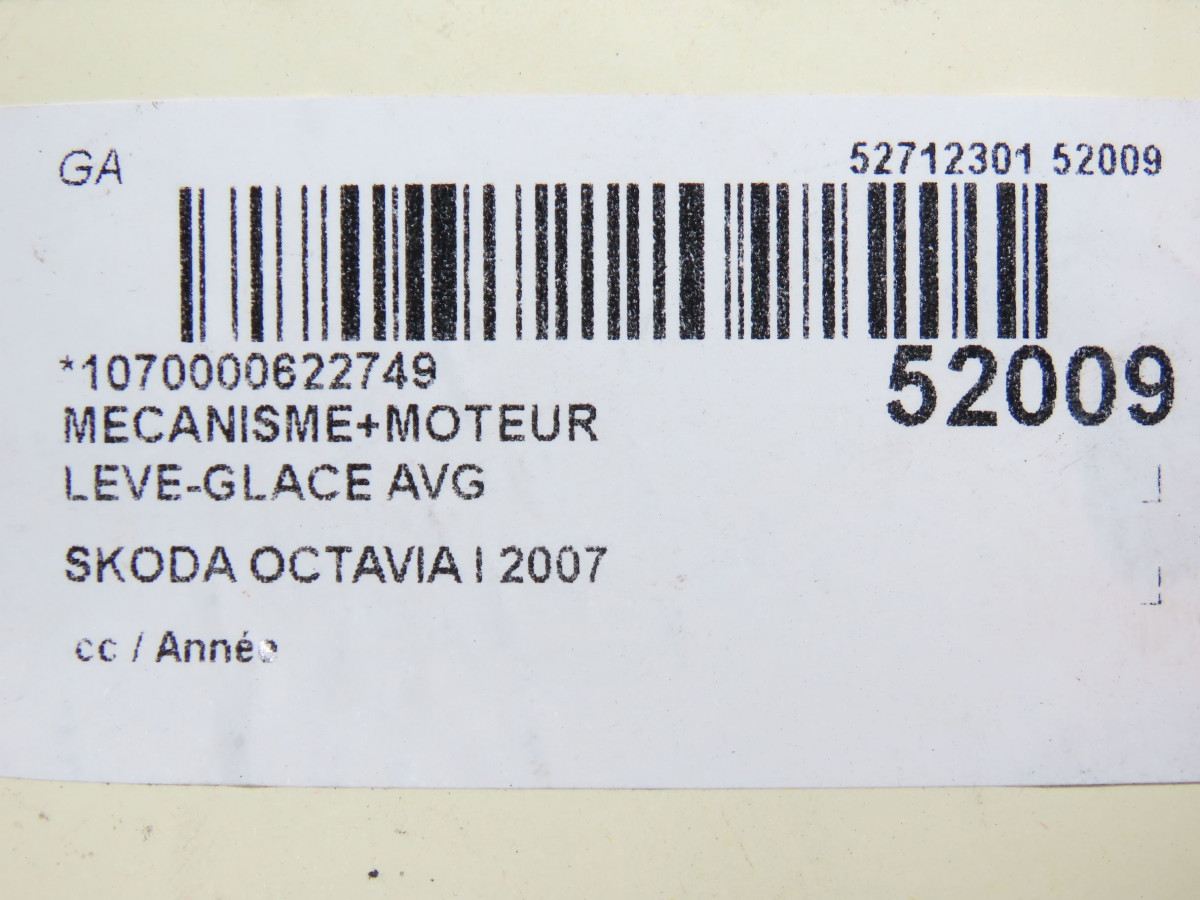 GA
52712301 52009
*1070000622749
52009
MECANISME+MOTEUR
LEVE-GLACE AVG
SKODA OCTAVIA I 2007
cc / Année